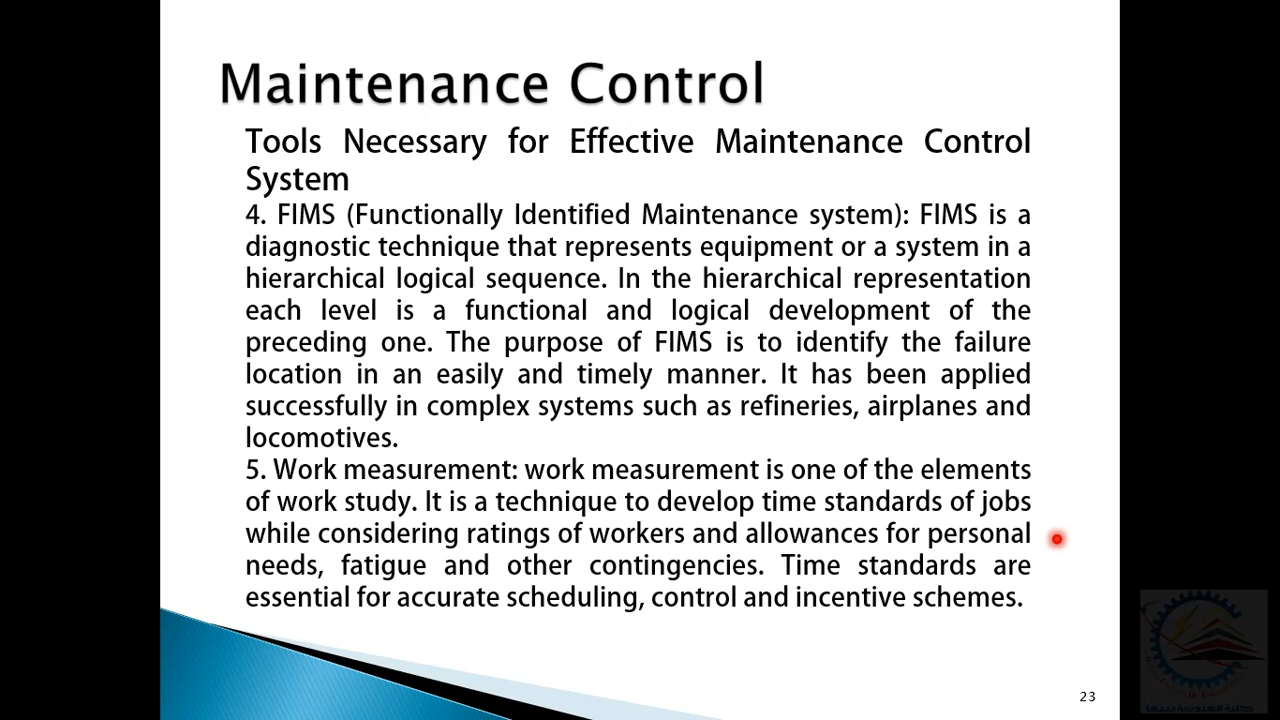 Maintenance Control
Tools Necessary for Effective Maintenance Control
System
4. FIMS (Functionally Identified Maintenance system): FIMS is a
diagnostic technique that represents equipment or a system in a
hierarchical logical sequence. In the hierarchical representation
each level is a functional and logical development of the
preceding one. The purpose of FIMS is to identify the failure
location in an easily and timely manner. It has been applied
successfully in complex systems such as refineries, airplanes and
locomotives.
5. Work measurement: work measurement is one of the elements
of work study. It is a technique to develop time standards of jobs
while considering ratings of workers and allowances for personal
needs, fatigue and other contingencies. Time standards are
essential for accurate scheduling, control and incentive schemes.
23